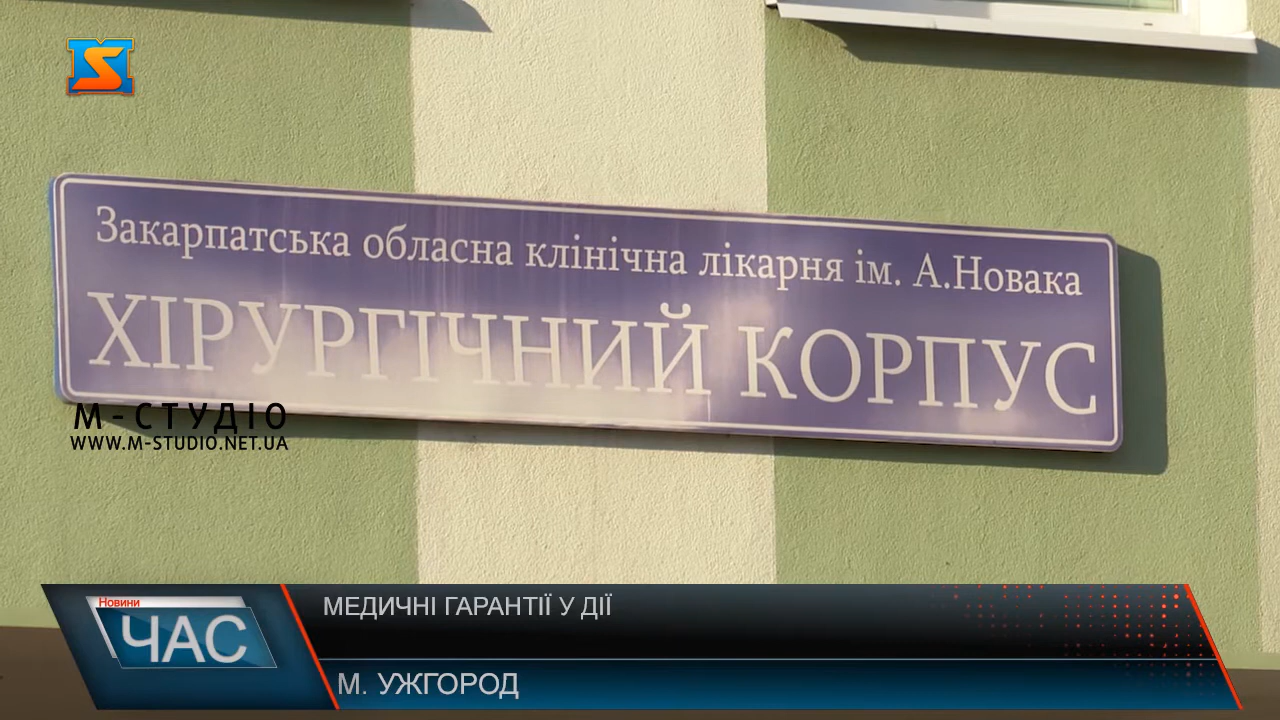 Закарпатська обласна клінічна лікарня ім. А.Новака
ХІРУРГІЧНИЙ КОРПУС
М-СТУДІО
WWW.M-STUDIO.NET.UA
Новини
ЧАС
МЕДИЧНІ ГАРАНТІЇ У ДІЇ
М. УЖГОРОД